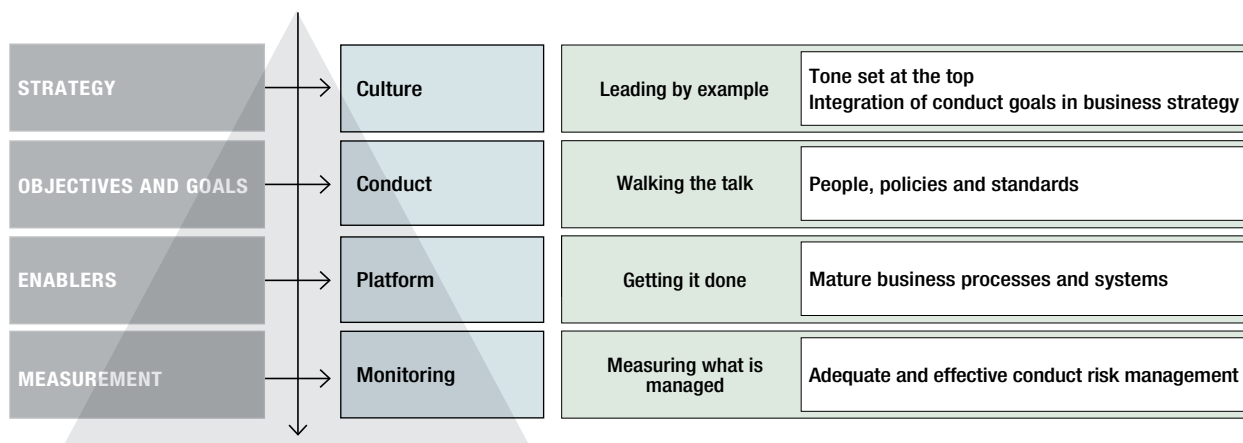 STRATEGY
Culture
Leading by example
Tone set at the top
Integration of conduct goals in business strategy
OBJECTIVES AND GOALS
Conduct
Walking the talk
People, policies and standards
ENABLERS
Platform
Getting it done
Mature business processes and systems
MEASUREMENT
Monitoring
Measuring what is
managed
Adequate and effective conduct risk management